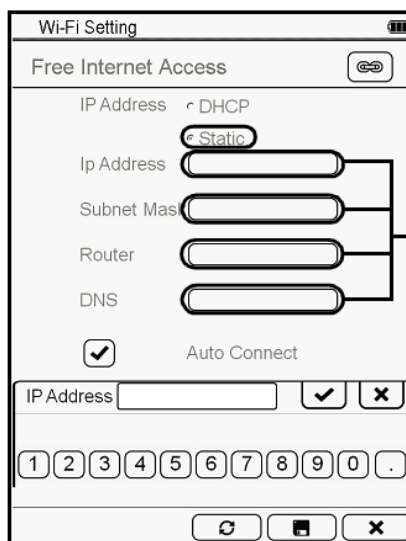 Wi-Fi Setting
Free Internet Access
IP Address DHCP
Static
Ip Address
Subnet Mask
Router
DNS
Auto Connect
IP Address
1 2 3 4 5 6 7 8 9 0 .